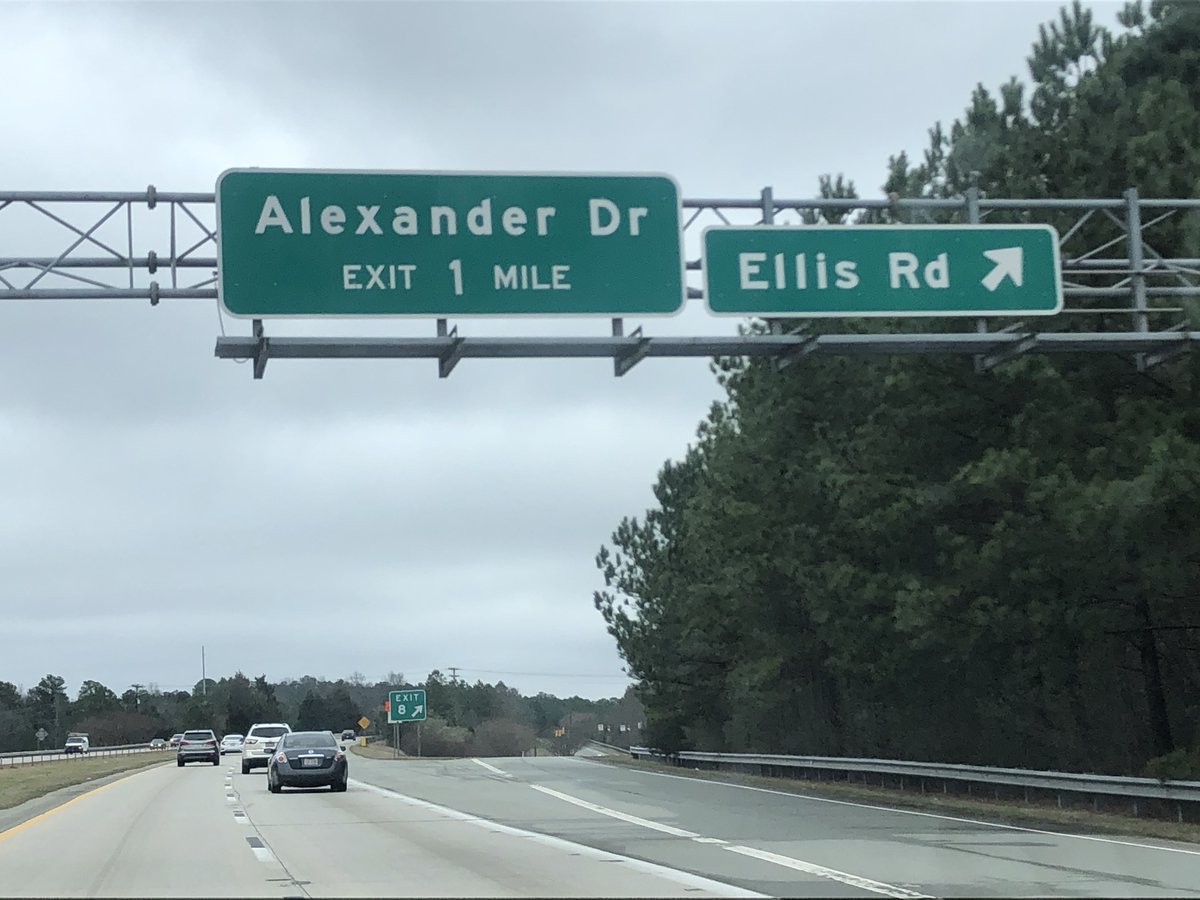 Alexander Dr
EXIT 1 MILE
Ellis Rd
EXIT
8